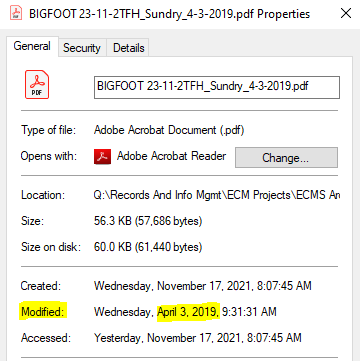 BIGFOOT 23-11-2TFH_Sundry_4-3-2019.pdf Properties
General Security Details
PDF
BIGFOOT 23-11-2TFH_Sundry_4-3-2019.pdf
Type of file: Adobe Acrobat Document (.pdf)
Opens with: Adobe Acrobat Reader Change...
Location: Q:\Records And Info Mgmt\ECM Projects\ECMS Arc
Size: 56.3 KB (57,686 bytes)
Size on disk: 60.0 KB (61,440 bytes)
Created: Wednesday, November 17, 2021, 8:07:45 AM
Modified: Wednesday, April 3, 2019, 9:31:31 AM
Accessed: Yesterday, November 17, 2021, 8:07:45 AM